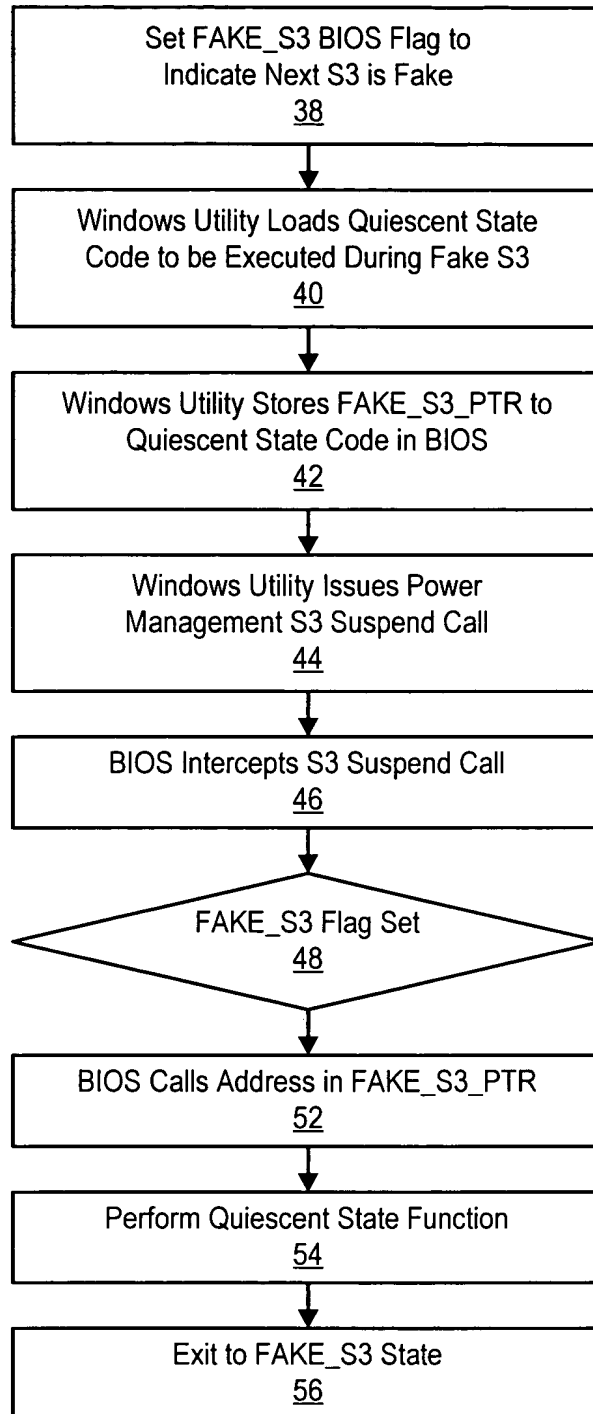 Set FAKE_S3 BIOS Flag to
Indicate Next S3 is Fake
38
Windows Utility Loads Quiescent State
Code to be Executed During Fake S3
40
Windows Utility Stores FAKE_S3_PTR to
Quiescent State Code in BIOS
42
Windows Utility Issues Power
Management S3 Suspend Call
44
BIOS Intercepts S3 Suspend Call
46
FAKE_S3 Flag Set
48
BIOS Calls Address in FAKE_S3_PTR
52
Perform Quiescent State Function
54
Exit to FAKE_S3 State
56